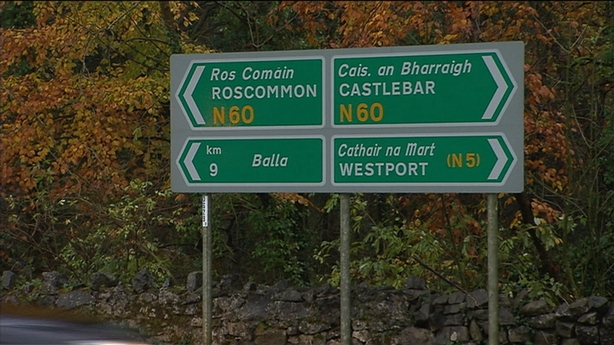 Ros Comáin
ROSCOMMON
N60
Cais. an Bharraigh
CASTLEBAR
N60
km
9 Balla
Cathair na Mart
WESTPORT (N5)